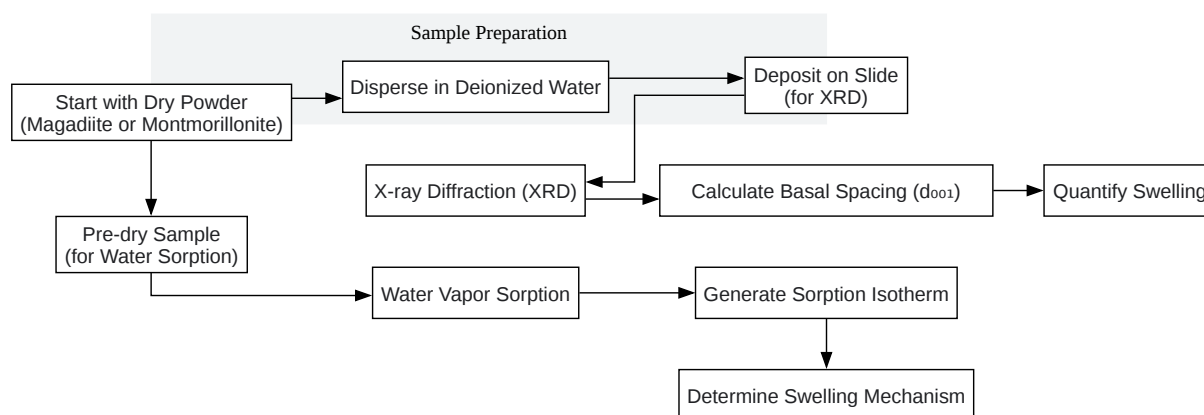 Sample Preparation
Start with Dry Powder
(Magadiite or Montmorillonite)
Disperse in Deionized Water
Deposit on Slide
(for XRD)
X-ray Diffraction (XRD)
Calculate Basal Spacing (d₀₀₁)
Quantify Swelling
Pre-dry Sample
(for Water Sorption)
Water Vapor Sorption
Generate Sorption Isotherm
Determine Swelling Mechanism